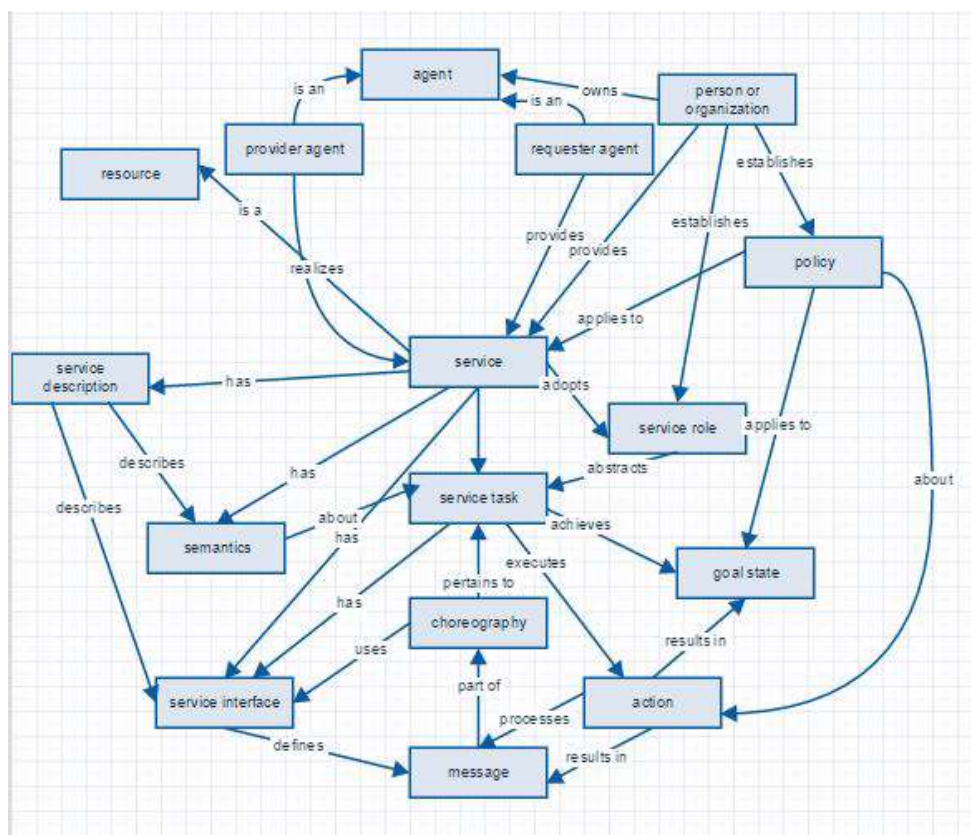 agent
is an
owns
person or
organization
is an
provider agent
requester agent
establishes
resource
is a
establishes
provides
provides
policy
realizes
applies to
service
service
description
has
adopts
service role
applies to
describes
has
abstracts
about
service task
describes
about
achieves
semantics
has
executes
goal state
pertains to
has
choreography
results in
uses
part of
service interface
action
processes
defines
results in
message